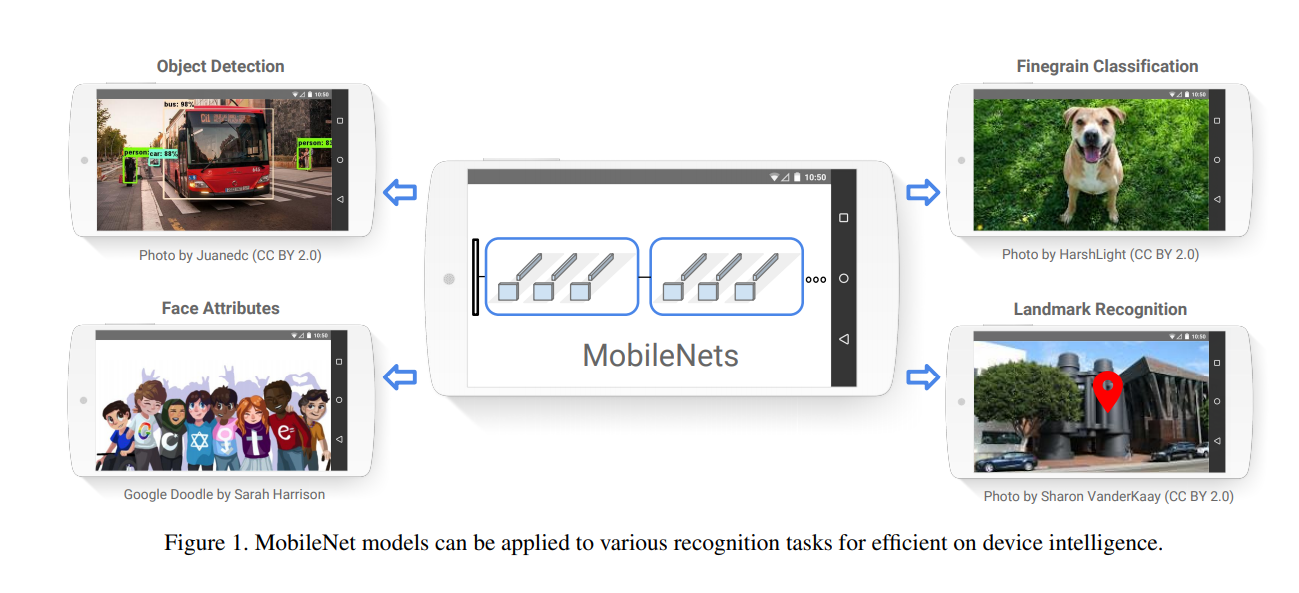 Object Detection
10:50
bus: 98%
person:
car: 88%
person: 83
Photo by Juanedc (CC BY 2.0)
Face Attributes
10:50
G
C
t
e
Google Doodle by Sarah Harrison
10:50
MobileNets
Finegrain Classification
10:50
Photo by HarshLight (CC BY 2.0)
Landmark Recognition
10:50
Photo by Sharon VanderKaay (CC BY 2.0)
Figure 1. MobileNet models can be applied to various recognition tasks for efficient on device intelligence.